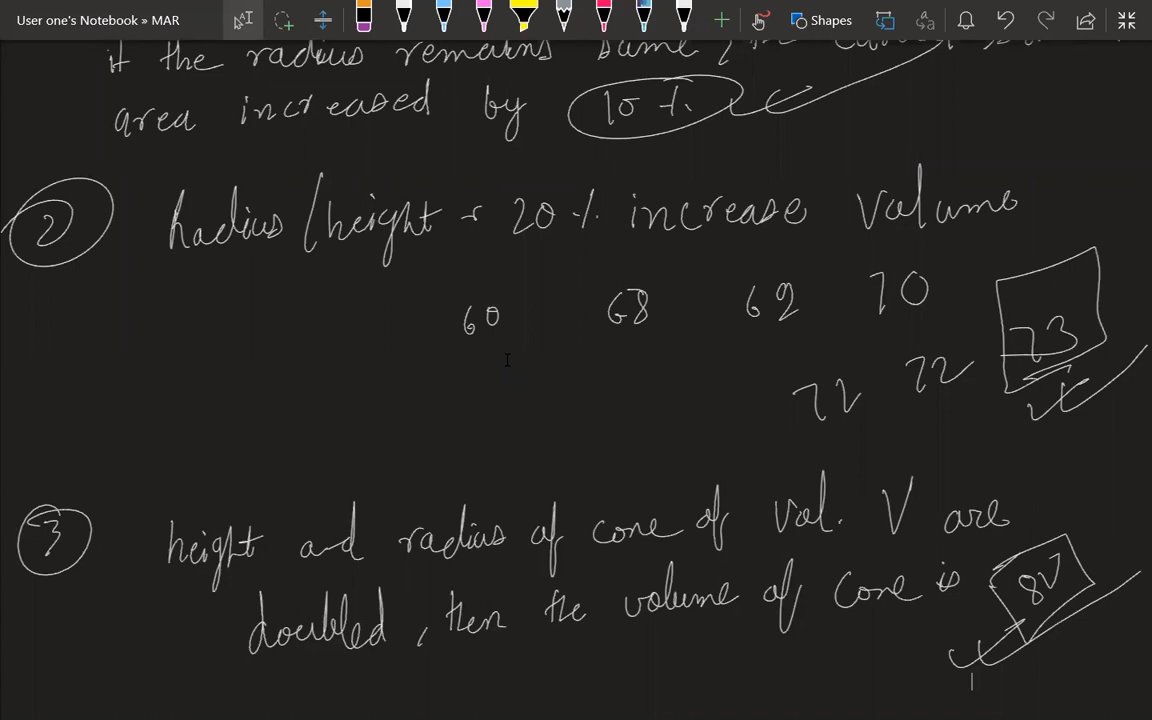 User one's Notebook » MAR
Shapes
if the radius remains same, the
area increased by 10 %
2 Radius/height → 20 % increase Volume
60 68 69 70
73
72 72
3 height and radius of cone of Vol. V are
doubled, then the volume of Cone is 8V